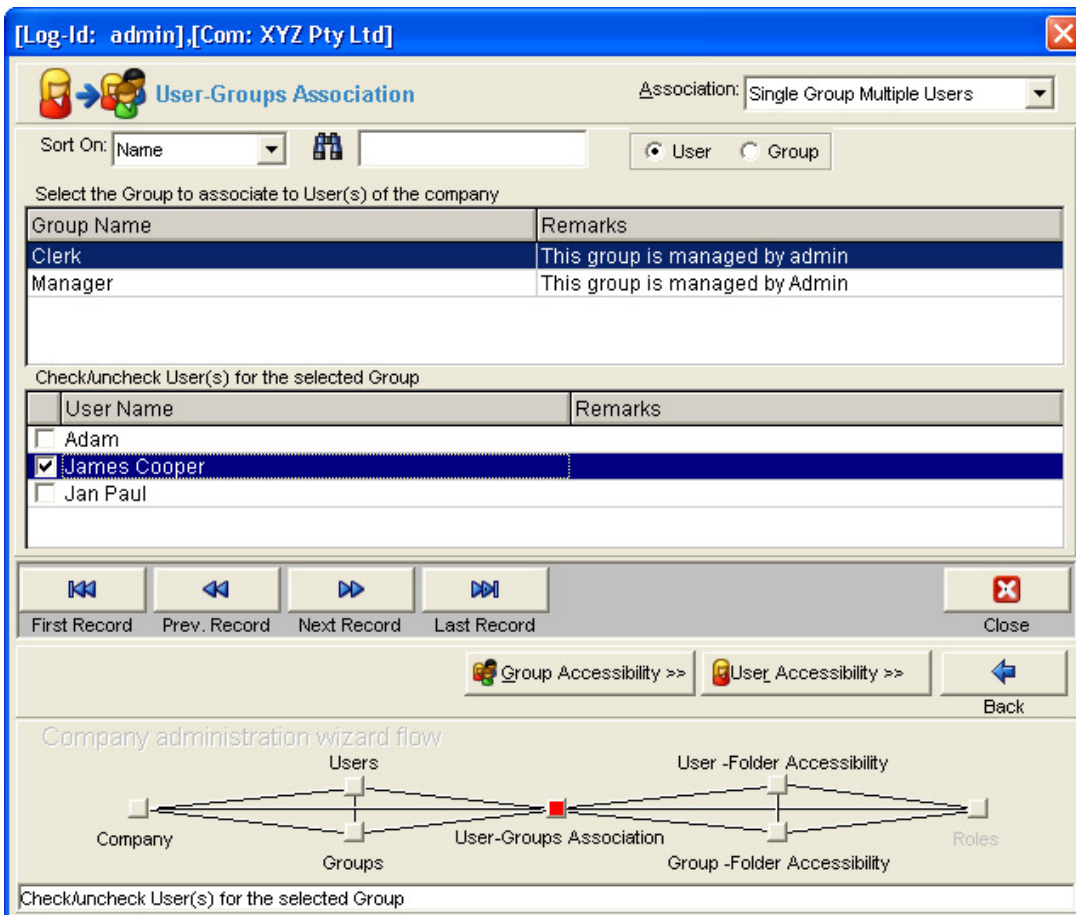 [Log-Id: admin],[Com: XYZ Pty Ltd]
User-Groups Association
Association: Single Group Multiple Users
Sort On: Name
User Group
Select the Group to associate to User(s) of the company
Group Name Remarks
Clerk This group is managed by admin
Manager This group is managed by Admin
Check/uncheck User(s) for the selected Group
User Name Remarks
Adam
James Cooper
Jan Paul
First Record Prev. Record Next Record Last Record Close
Group Accessibility >> User Accessibility >>
Back
Company administration wizard flow
Users User -Folder Accessibility
Company User-Groups Association Roles
Groups Group -Folder Accessibility
Check/uncheck User(s) for the selected Group